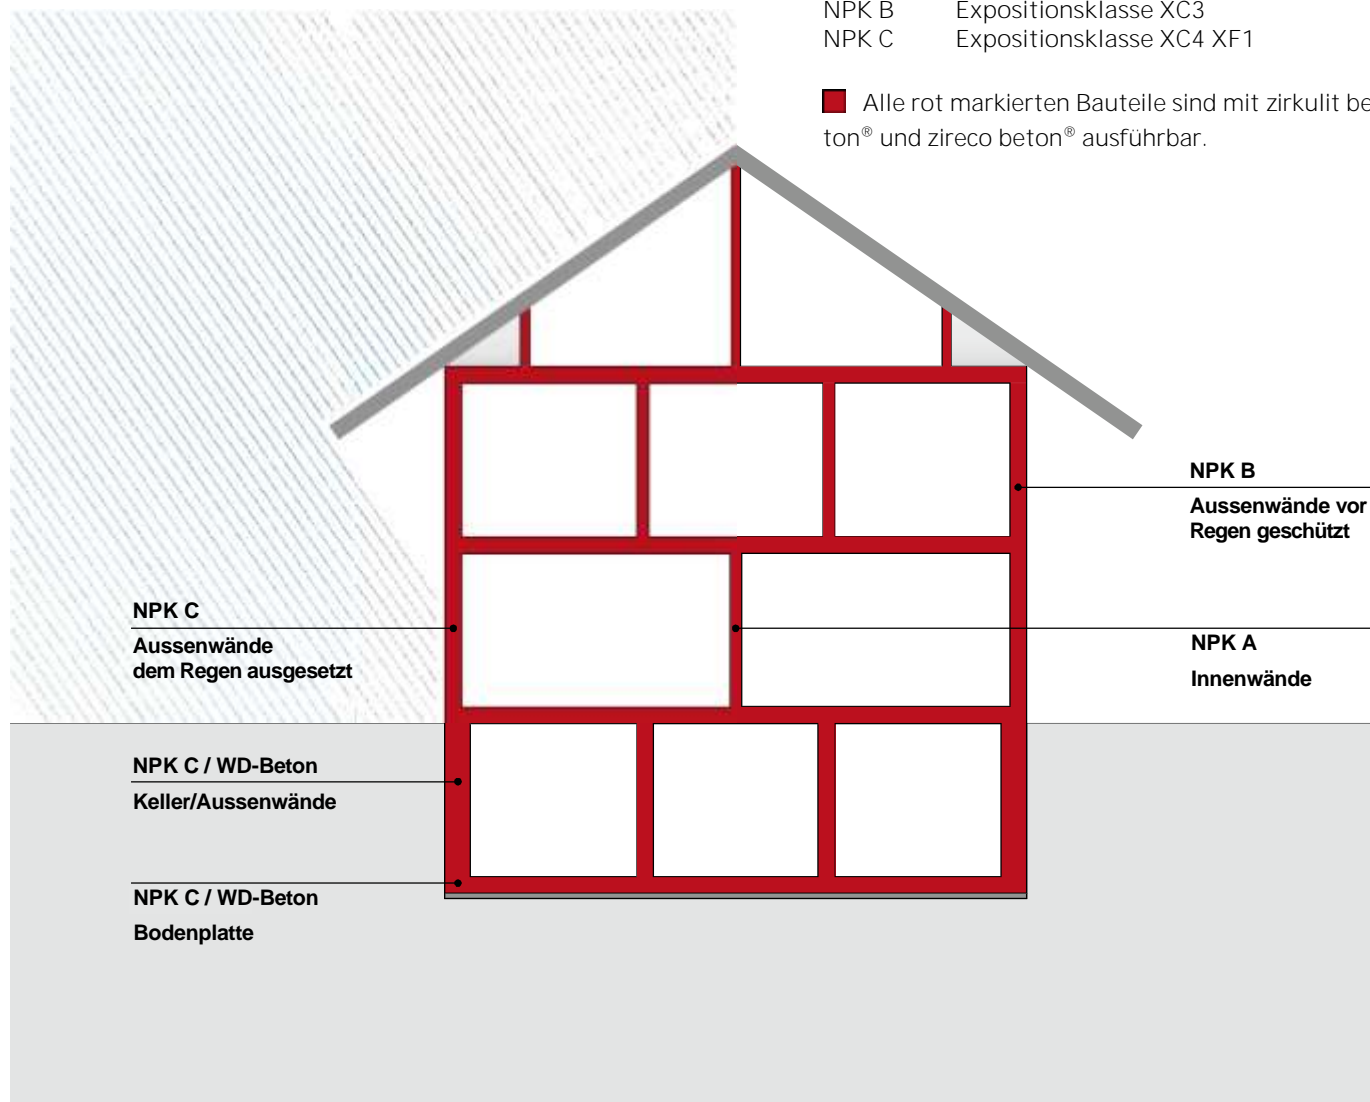 NPK B Expositionsklasse XC3
NPK C Expositionsklasse XC4 XF1
Alle rot markierten Bauteile sind mit zirkulit be
ton® und zireco beton® ausführbar.
NPK B
Aussenwände vor
Regen geschützt
NPK C
Aussenwände
dem Regen ausgesetzt
NPK A
Innenwände
NPK C / WD-Beton
Keller/Aussenwände
NPK C / WD-Beton
Bodenplatte